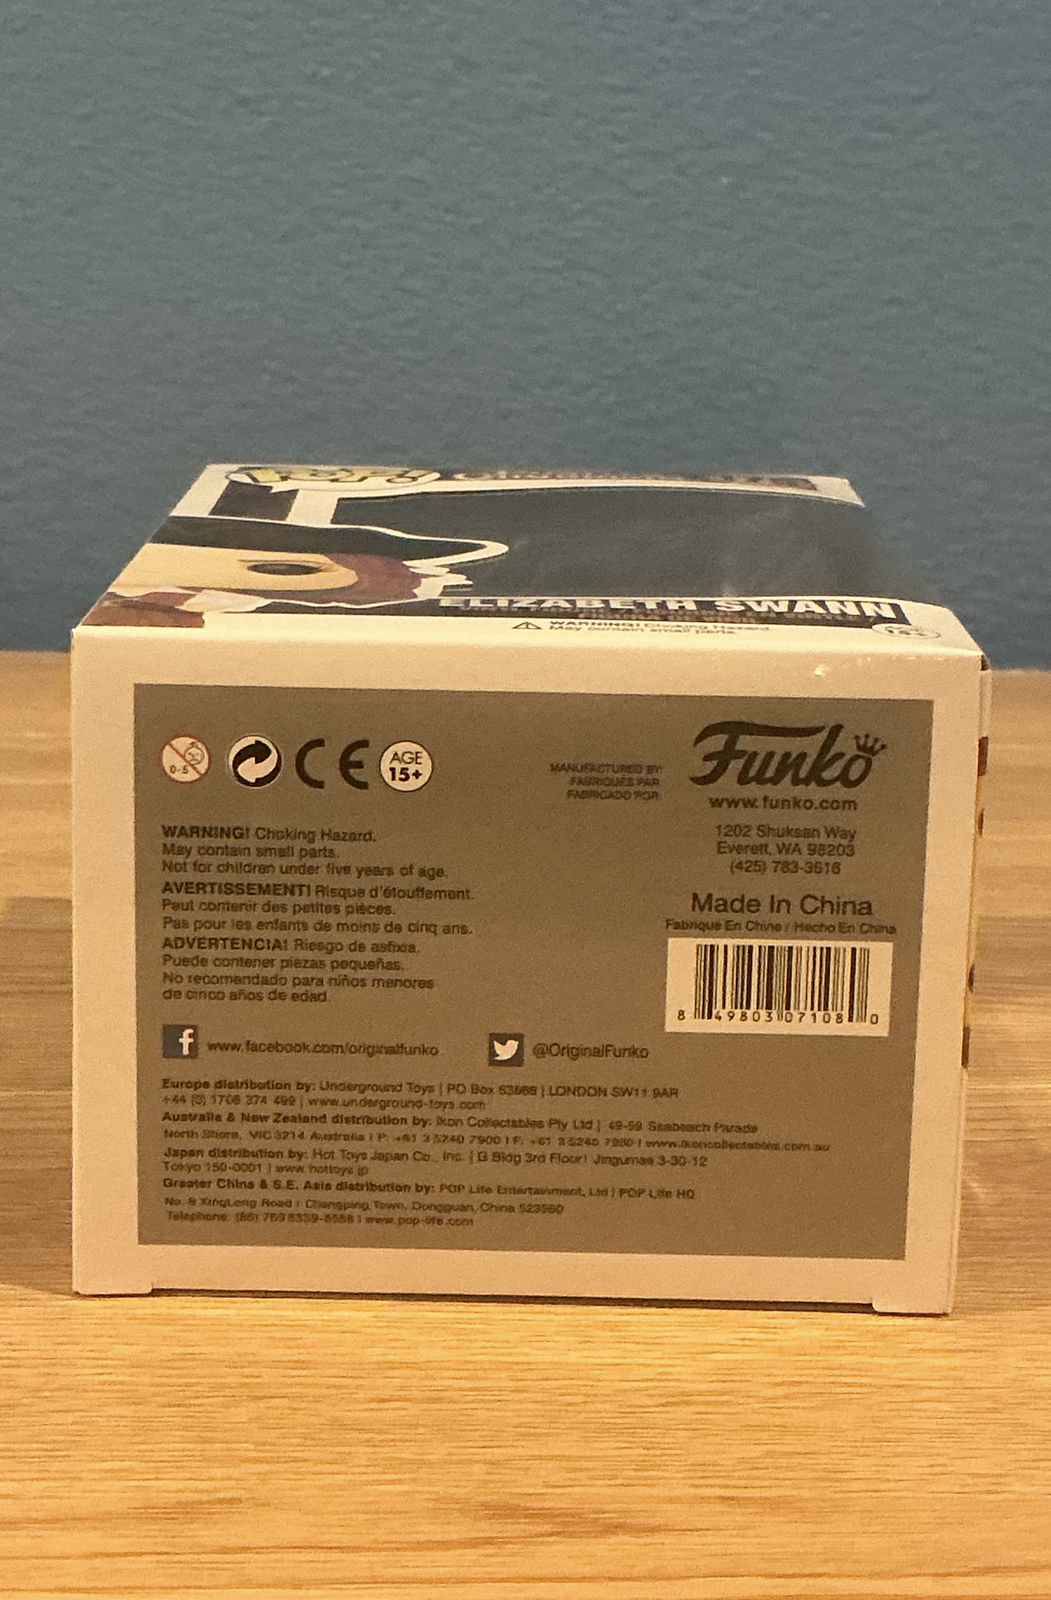 POP!
ELIZABETH SWANN
WARNING! Choking Hazard.
May contain small parts.
0-5
CE
AGE
15+
MANUFACTURED BY:
FABRIQUÉS PAR:
FABRICADO POR:
Funko
www.funko.com
1202 Shuksan Way
Everett, WA 98203
(425) 783-3616
Made In China
Fabriqué En Chine / Hecho En China
8 49803 07108 0
WARNING! Choking Hazard.
May contain small parts.
Not for children under five years of age.
AVERTISSEMENT! Risque d'étouffement.
Peut contenir des petites pièces.
Pas pour les enfants de moins de cinq ans.
ADVERTENCIA! Riesgo de asfixia.
Puede contener piezas pequeñas.
No recomendado para niños menores
de cinco años de edad.
www.facebook.com/originalfunko
@OriginalFunko
Europe distribution by: Underground Toys | PO Box | LONDON SW11 9AR
+44 (0) 1708 374 499 | www.underground-toys.com
Australia & New Zealand distribution by: Ikon Collectables Pty Ltd | 49-59 Seabeach Parade
North Shore, VIC 3214 Australia | P: +61 3 5240 7900 | F: +61 3 5240 | www.ikoncollectables.com.au
Japan distribution by: Hot Toys Japan Co., Inc. | G Bldg 3rd Floor | Jingumae 3-30-12
Tokyo 150-0001 | www.hottoys.jp
Greater China & S.E. Asia distribution by: POP Life Entertainment, Ltd | POP Life HQ
No. 8 XingLong Road | Changping Town, Dongguan, China 523560
Telephone: (86) 769 8339-8588 | www.pop-life.com